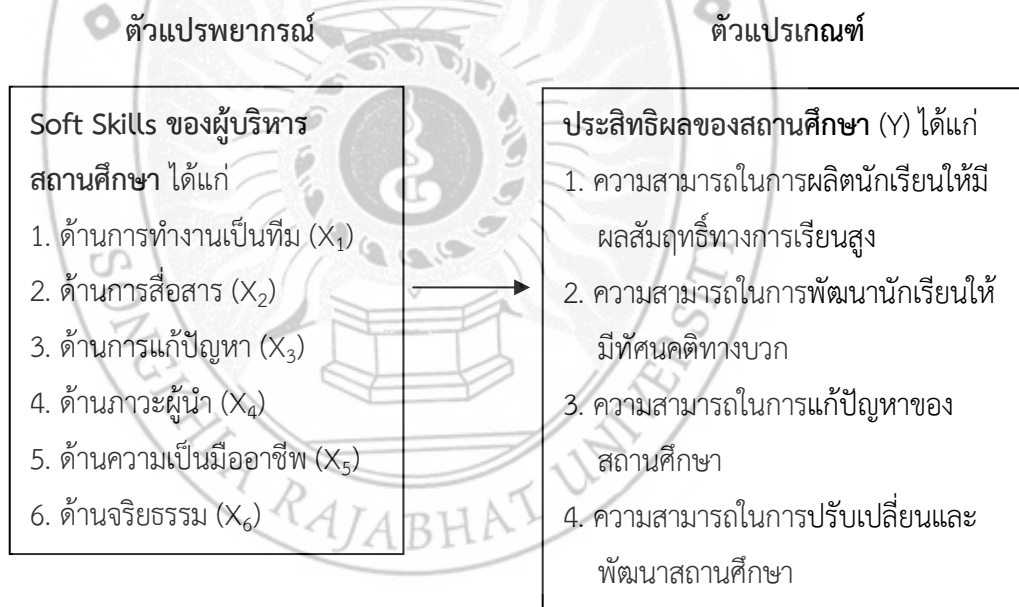 ตัวแปรพยากรณ์
ตัวแปรเกณฑ์
Soft Skills ของผู้บริหาร
สถานศึกษา ได้แก่
1. ด้านการทำงานเป็นทีม (X₁)
2. ด้านการสื่อสาร (X₂)
3. ด้านการแก้ปัญหา (X₃)
4. ด้านภาวะผู้นำ (X₄)
5. ด้านความเป็นมืออาชีพ (X₅)
6. ด้านจริยธรรม (X₆)
ประสิทธิผลของสถานศึกษา (Y) ได้แก่
1. ความสามารถในการผลิตนักเรียนให้มี
ผลสัมฤทธิ์ทางการเรียนสูง
2. ความสามารถในการพัฒนานักเรียนให้
มีทัศนคติทางบวก
3. ความสามารถในการแก้ปัญหาของ
สถานศึกษา
4. ความสามารถในการปรับเปลี่ยนและ
พัฒนาสถานศึกษา
SONGKHLA RAJABHAT UNIVERSITY